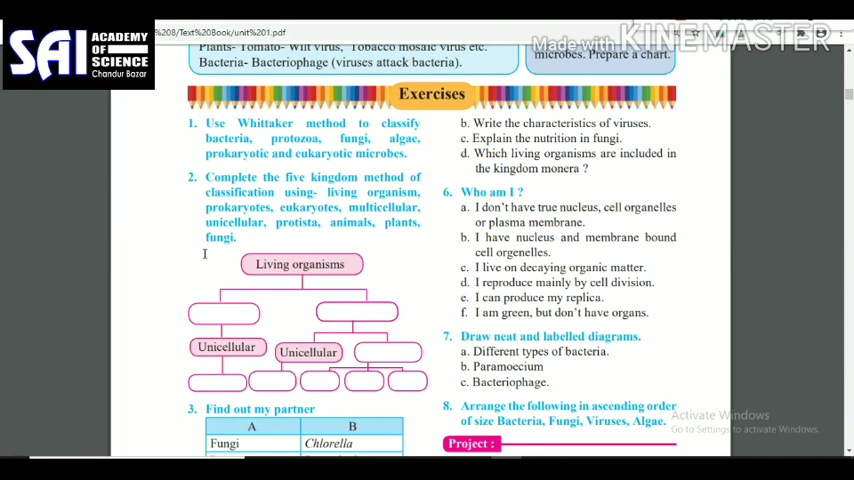 SAI ACADEMY
OF
SCIENCE
Chandur Bazar
%208/Text%20Book/unit%201.pdf
Made with KINEMASTER
Plants- Tomato- Wilt virus, Tobacco mosaic virus etc.
Bacteria- Bacteriophage (viruses attack bacteria).
microbes. Prepare a chart.
Exercises
1. Use Whittaker method to classify
bacteria, protozoa, fungi, algae,
prokaryotic and eukaryotic microbes.
2. Complete the five kingdom method of
classification using- living organism,
prokaryotes, eukaryotes, multicellular,
unicellular, protista, animals, plants,
fungi.
Living organisms
Unicellular
Unicellular
3. Find out my partner
A B
Fungi Chlorella
b. Write the characteristics of viruses.
c. Explain the nutrition in fungi.
d. Which living organisms are included in
the kingdom monera ?
6. Who am I ?
a. I don't have true nucleus, cell organelles
or plasma membrane.
b. I have nucleus and membrane bound
cell orgenelles.
c. I live on decaying organic matter.
d. I reproduce mainly by cell division.
e. I can produce my replica.
f. I am green, but don't have organs.
7. Draw neat and labelled diagrams.
a. Different types of bacteria.
b. Paramoecium
c. Bacteriophage.
8. Arrange the following in ascending order
of size Bacteria, Fungi, Viruses, Algae.
Project :
Activate Windows
Go to Settings to activate Windows.